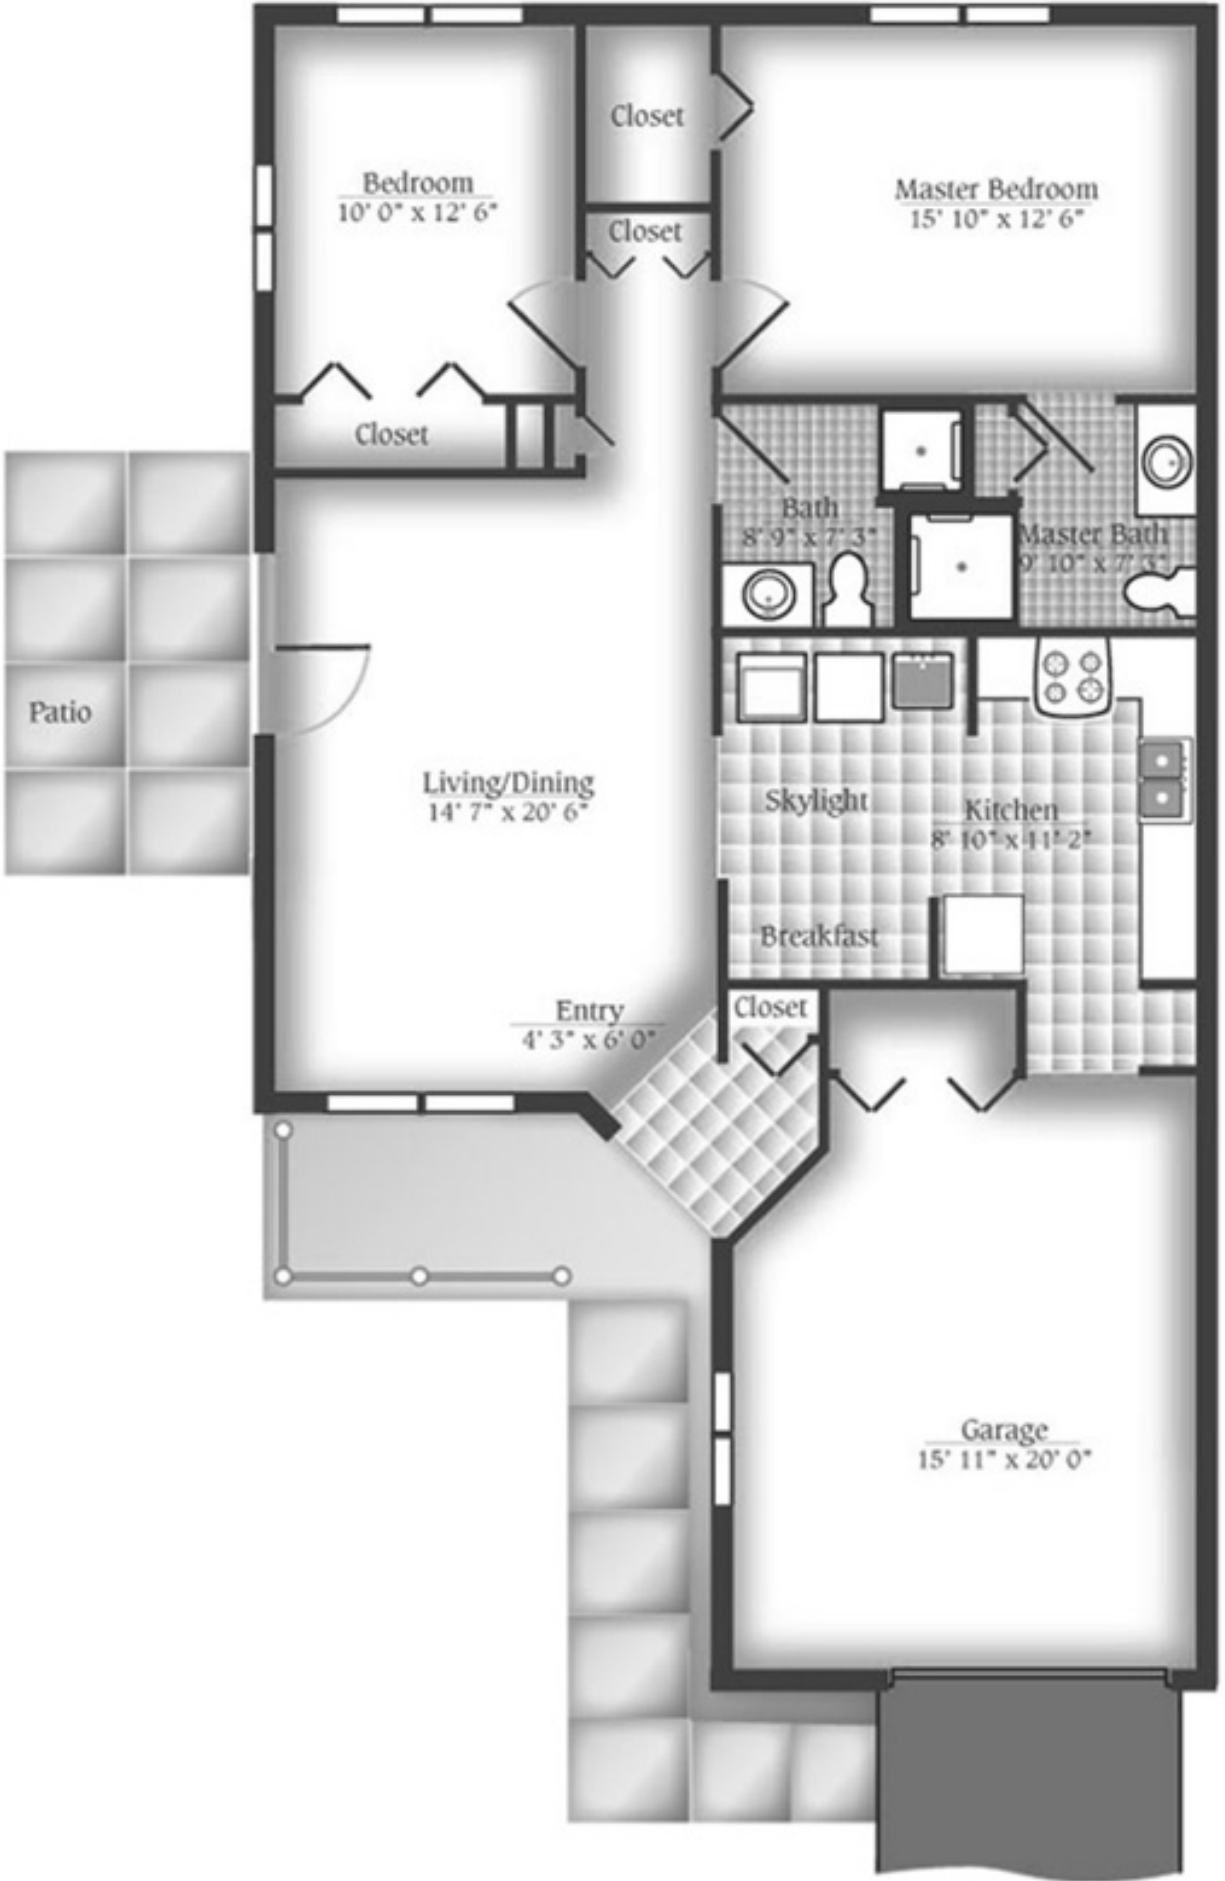 Closet
Bedroom
10' 0" x 12' 6"
Master Bedroom
15' 10" x 12' 6"
Closet
Closet
Bath
8' 9" x 7' 3"
Master Bath
9' 10" x 7' 3"
Patio
Living/Dining
14' 7" x 20' 6"
Skylight
Kitchen
8' 10" x 11' 2"
Breakfast
Entry
4' 3" x 6' 0"
Closet
Garage
15' 11" x 20' 0"